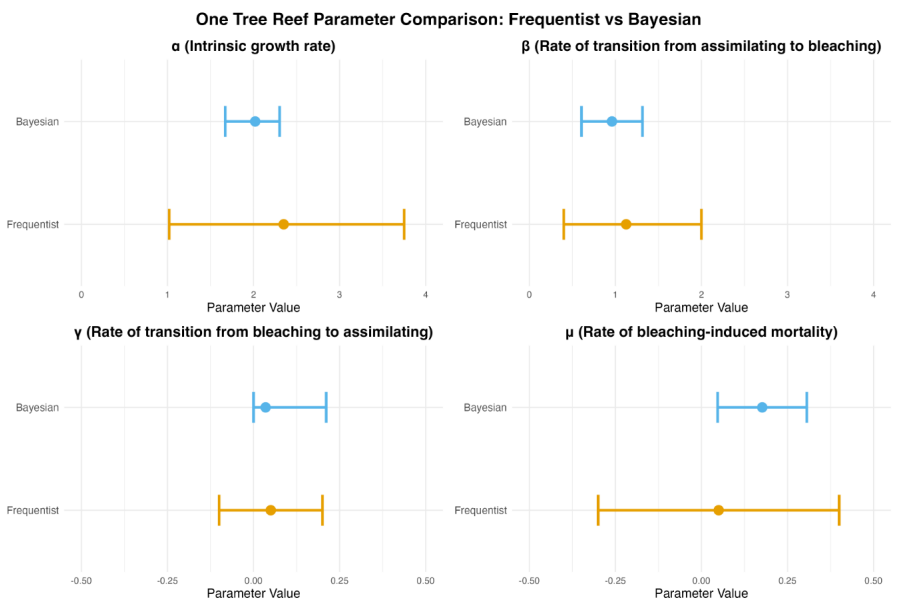 One Tree Reef Parameter Comparison: Frequentist vs Bayesian
α (Intrinsic growth rate)
Bayesian
Frequentist
0 1 2 3 4
Parameter Value
β (Rate of transition from assimilating to bleaching)
Bayesian
Frequentist
0 1 2 3 4
Parameter Value
γ (Rate of transition from bleaching to assimilating)
Bayesian
Frequentist
-0.50 -0.25 0.00 0.25 0.50
Parameter Value
μ (Rate of bleaching-induced mortality)
Bayesian
Frequentist
-0.50 -0.25 0.00 0.25 0.50
Parameter Value